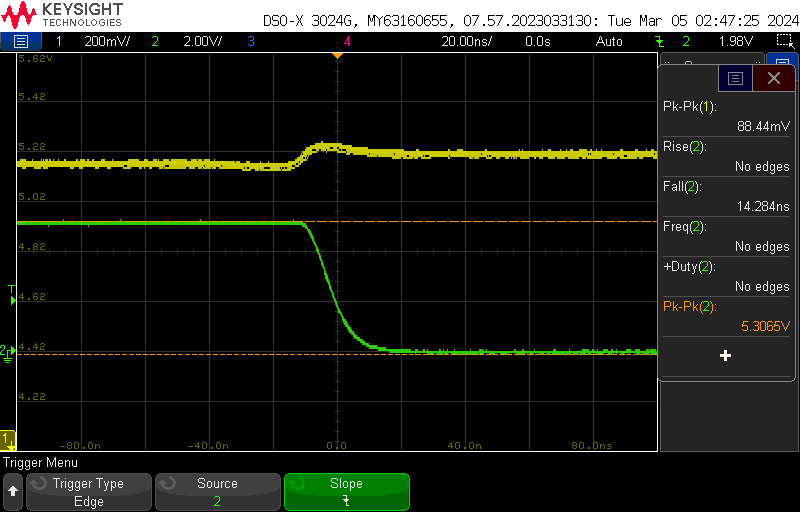 KEYSIGHT
TECHNOLOGIES
DSO-X 3024G, MY63160655, 07.57.2023033130: Tue Mar 05 02:47:25 2024
1 200mV/ 2 2.00V/ 3 4 20.00ns/ 0.0s Auto 2 1.98V
5.62V
5.42
5.22
5.02
4.82
4.62
4.42
4.22
T
2
1
-80.0n -40.0n 0.0 40.0n 80.0n
Pk-Pk(1):
88.44mV
Rise(2):
No edges
Fall(2):
14.284ns
Freq(2):
No edges
+Duty(2):
No edges
Pk-Pk(2):
5.3065V
Trigger Menu
Trigger Type
Edge
Source
2
Slope